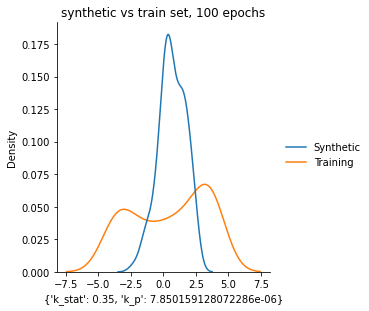 synthetic vs train set, 100 epochs
0.175
0.150
0.125
0.100
0.075
0.050
0.025
0.000
Density
−7.5 −5.0 −2.5 0.0 2.5 5.0 7.5
{'k_stat': 0.35, 'k_p': 7.850159128072286e-06}
Synthetic
Training